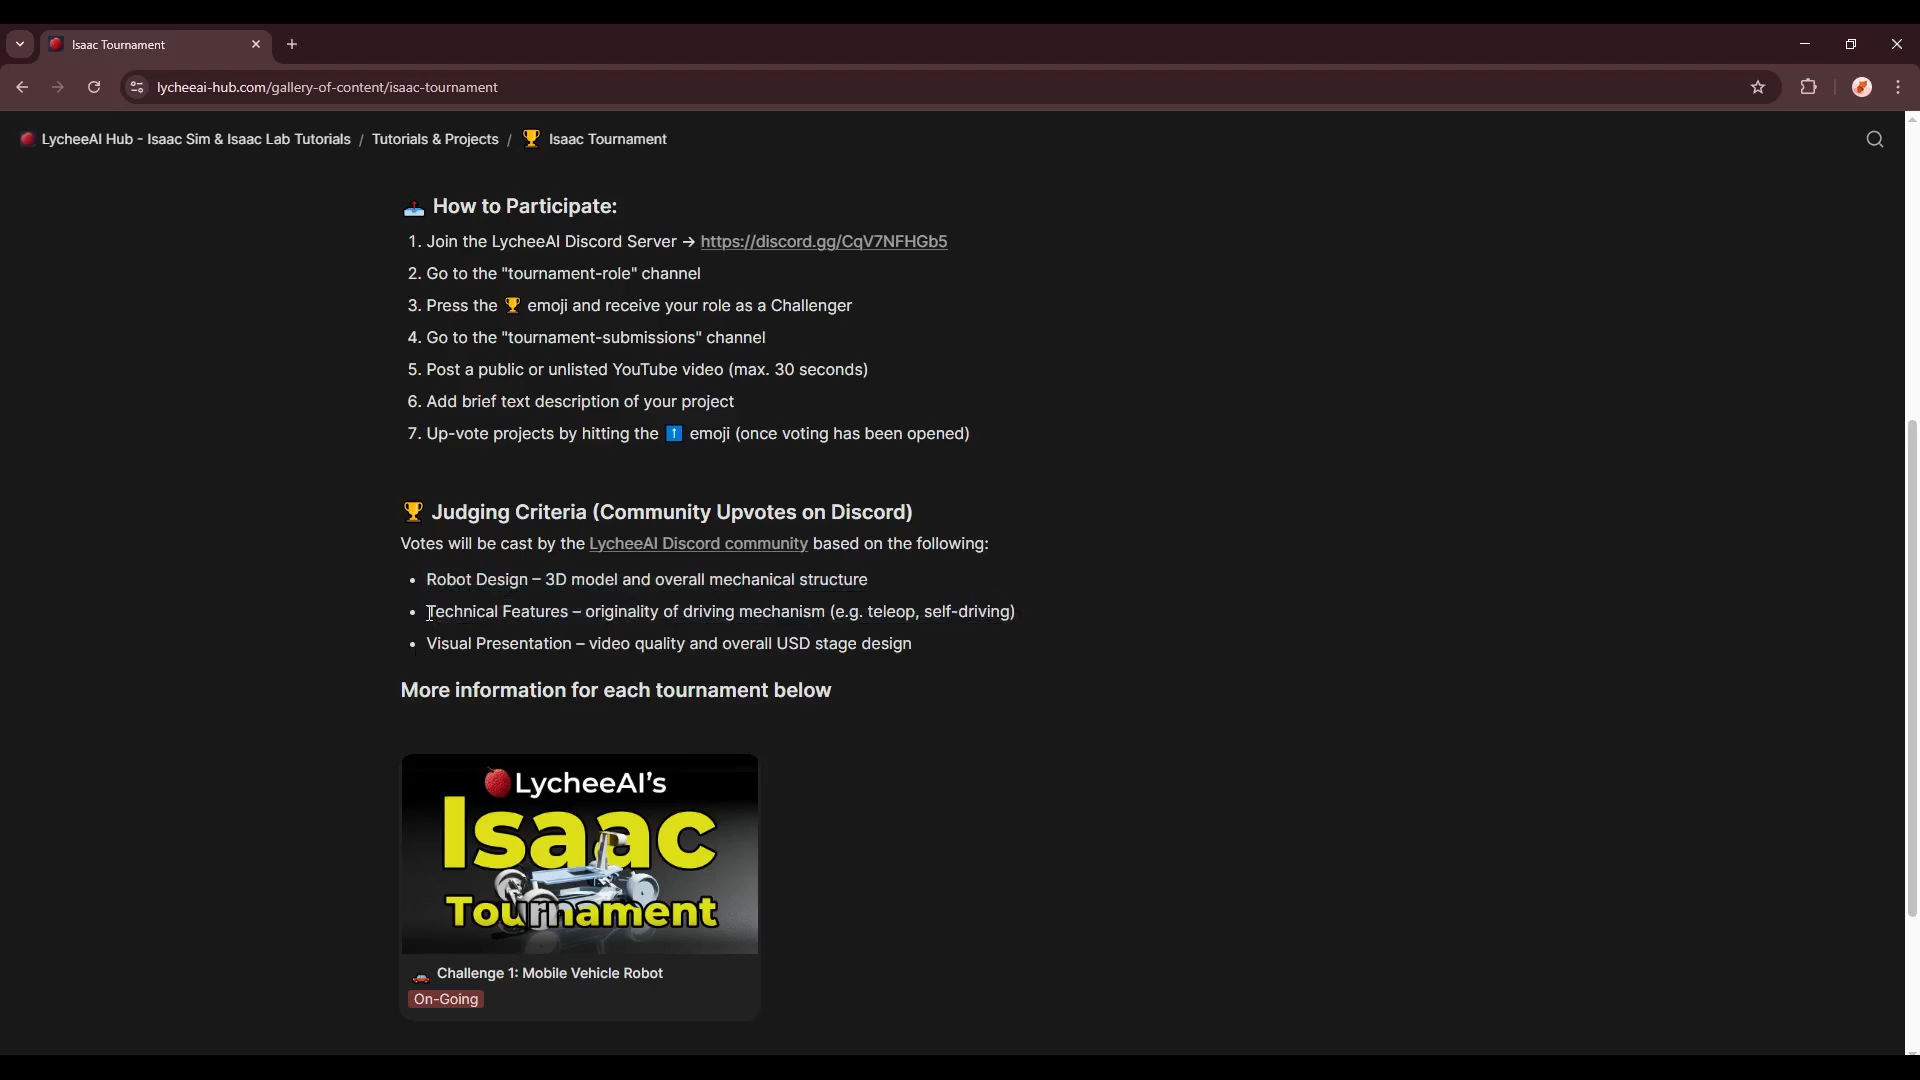 Isaac Tournament
lycheeai-hub.com/gallery-of-content/isaac-tournament
LycheeAI Hub - Isaac Sim & Isaac Lab Tutorials / Tutorials & Projects / 🏆 Isaac Tournament
🕹️ How to Participate:
1. Join the LycheeAI Discord Server → https://discord.gg/CqV7NFHGb5
2. Go to the "tournament-role" channel
3. Press the 🏆 emoji and receive your role as a Challenger
4. Go to the "tournament-submissions" channel
5. Post a public or unlisted YouTube video (max. 30 seconds)
6. Add brief text description of your project
7. Up-vote projects by hitting the ⬆️ emoji (once voting has been opened)
🏆 Judging Criteria (Community Upvotes on Discord)
Votes will be cast by the LycheeAI Discord community based on the following:
• Robot Design – 3D model and overall mechanical structure
• Technical Features – originality of driving mechanism (e.g. teleop, self-driving)
• Visual Presentation – video quality and overall USD stage design
More information for each tournament below
LycheeAI's
Isaac
Tournament
🚗 Challenge 1: Mobile Vehicle Robot
On-Going